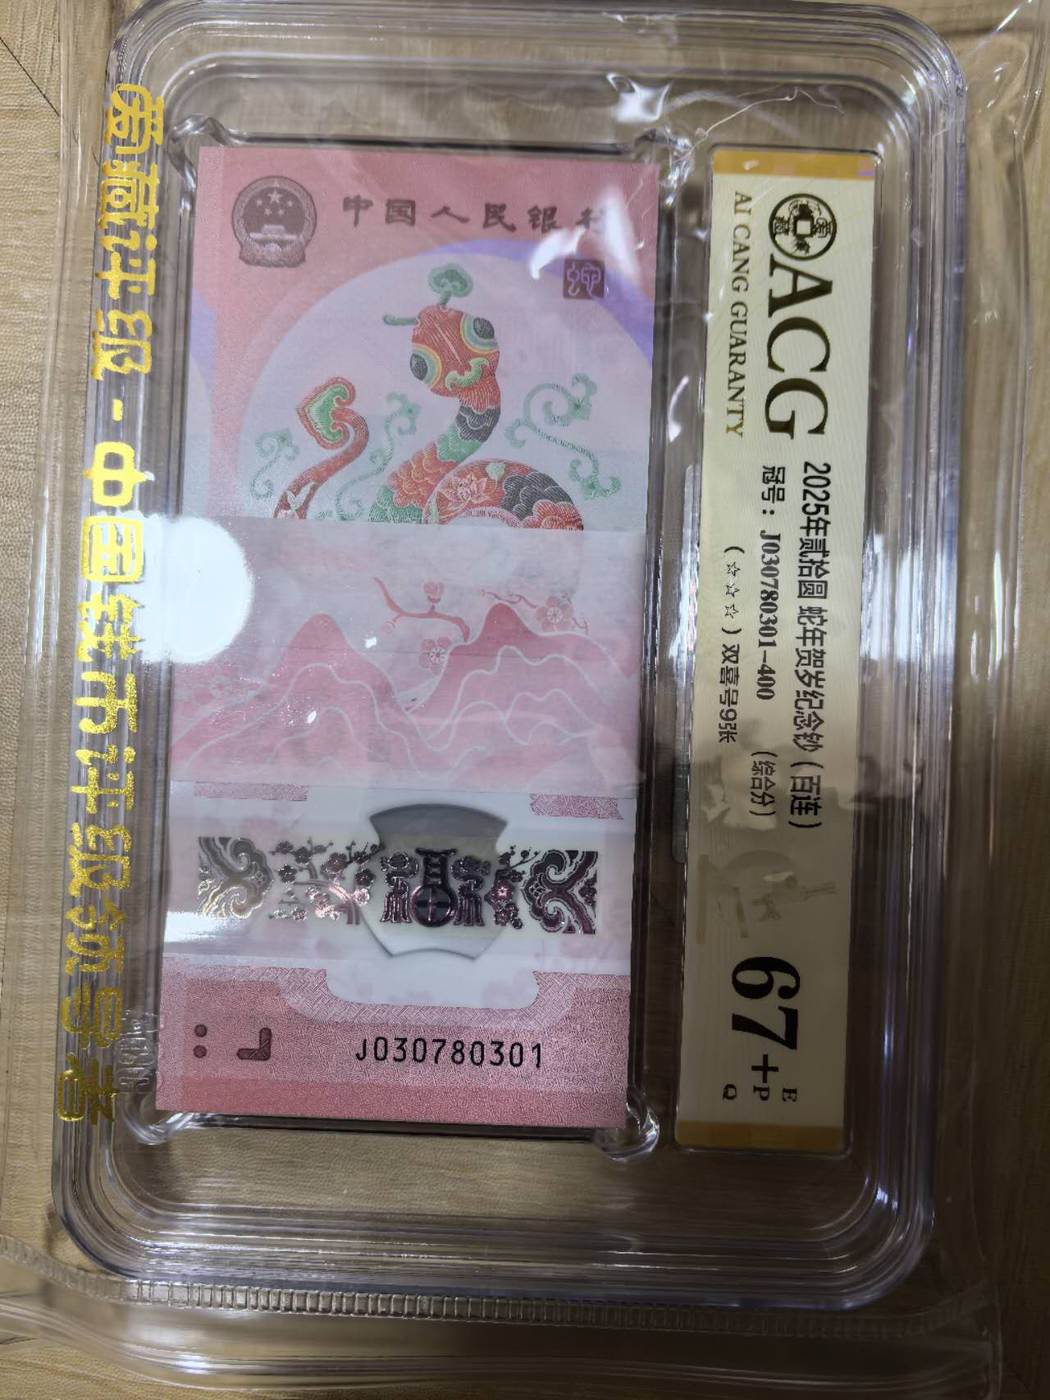 爱藏评级-中国钱币评级领导者
中国人民银行
J030780301
ACG
AI CANG GUARANTY
2025年贰拾圆 蛇年贺岁纪念钞（百连）
冠号：J030780301-400 （综合分）
（☆☆☆）双喜号9张
67+
E
P
Q